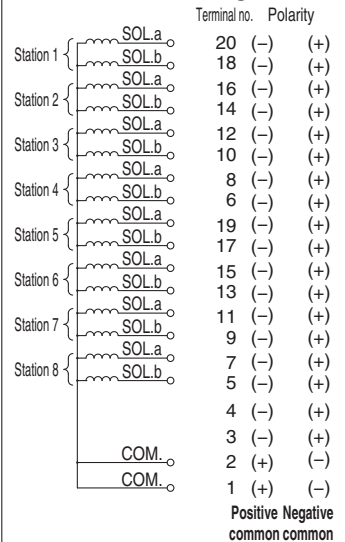 Terminal no. Polarity
Station 1 SOL.a 20 (–) (+)
SOL.b 18 (–) (+)
Station 2 SOL.a 16 (–) (+)
SOL.b 14 (–) (+)
Station 3 SOL.a 12 (–) (+)
SOL.b 10 (–) (+)
Station 4 SOL.a 8 (–) (+)
SOL.b 6 (–) (+)
Station 5 SOL.a 19 (–) (+)
SOL.b 17 (–) (+)
Station 6 SOL.a 15 (–) (+)
SOL.b 13 (–) (+)
Station 7 SOL.a 11 (–) (+)
SOL.b 9 (–) (+)
Station 8 SOL.a 7 (–) (+)
SOL.b 5 (–) (+)
4 (–) (+)
3 (–) (+)
COM. 2 (+) (–)
COM. 1 (+) (–)
Positive Negative
common common